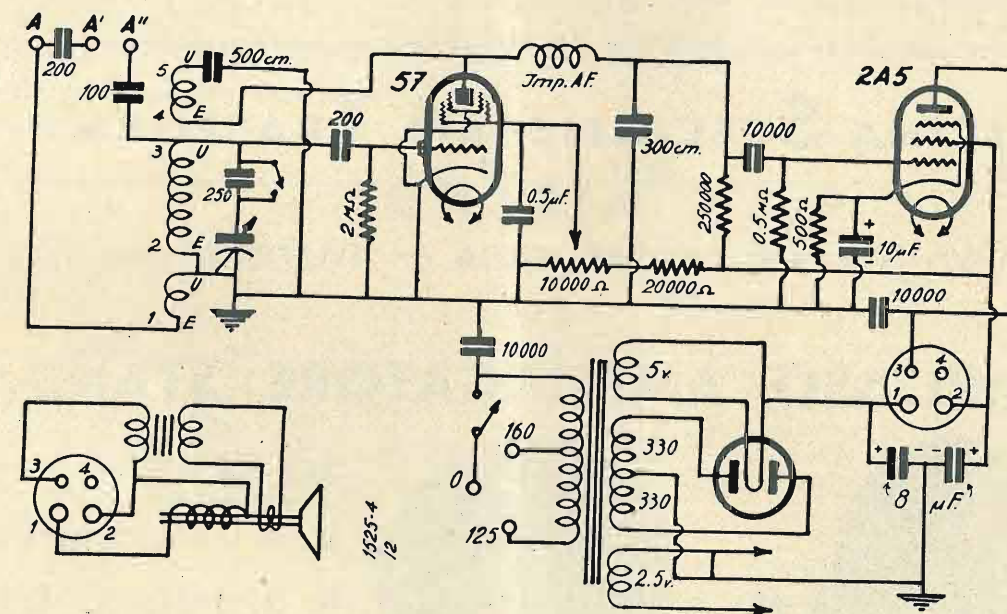 A A' A"
200
100
5 U 500cm.
4 E
3 U
250
2 E
U
1 E
200
2 MΩ
57
Jmp. AF.
0.5µF.
300cm.
10000
250000
0.5MΩ
500Ω
2A5
+
10µF.
-
10000Ω
20000Ω
10000
10000
5v.
160
0
125
330
330
2.5v.
3 4
1 2
+ - - +
8 µF.
3 4
1 2
1525-4
12